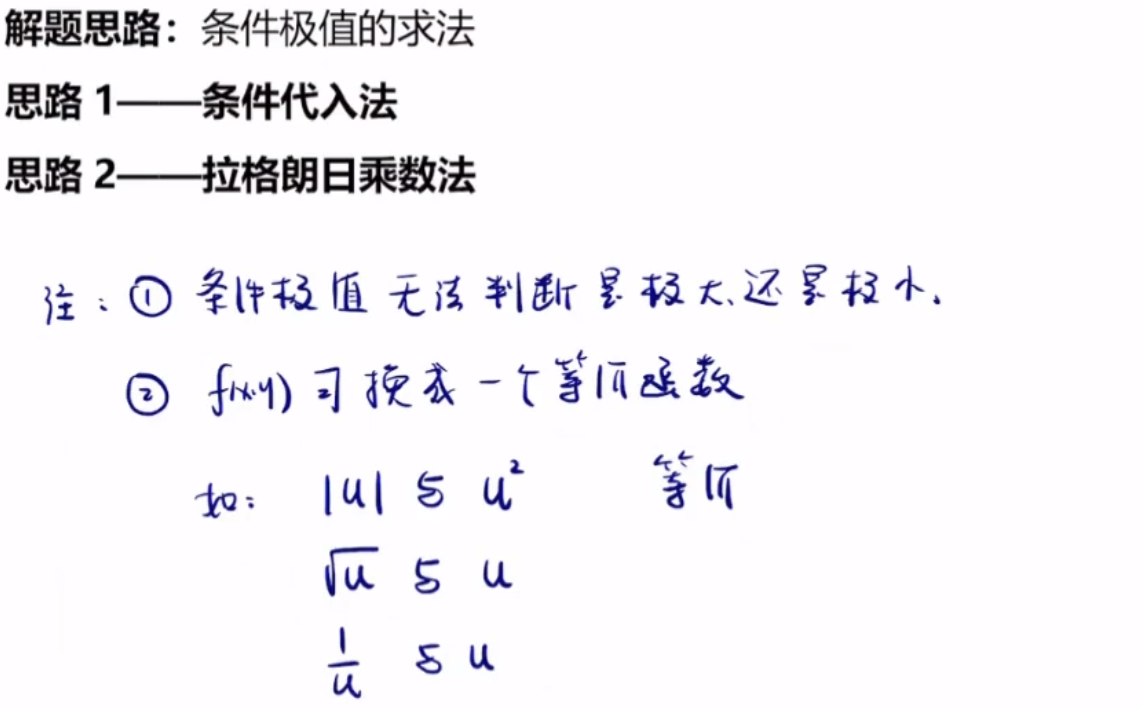 解题思路：条件极值的求法
思路 1——条件代入法
思路 2——拉格朗日乘数法
注：① 条件极值无法判断是极大、还是极小.
② f(x,y) 可换成一个等价函数
如： |u| 与 u² 等价
√u 与 u
1/u 与 u